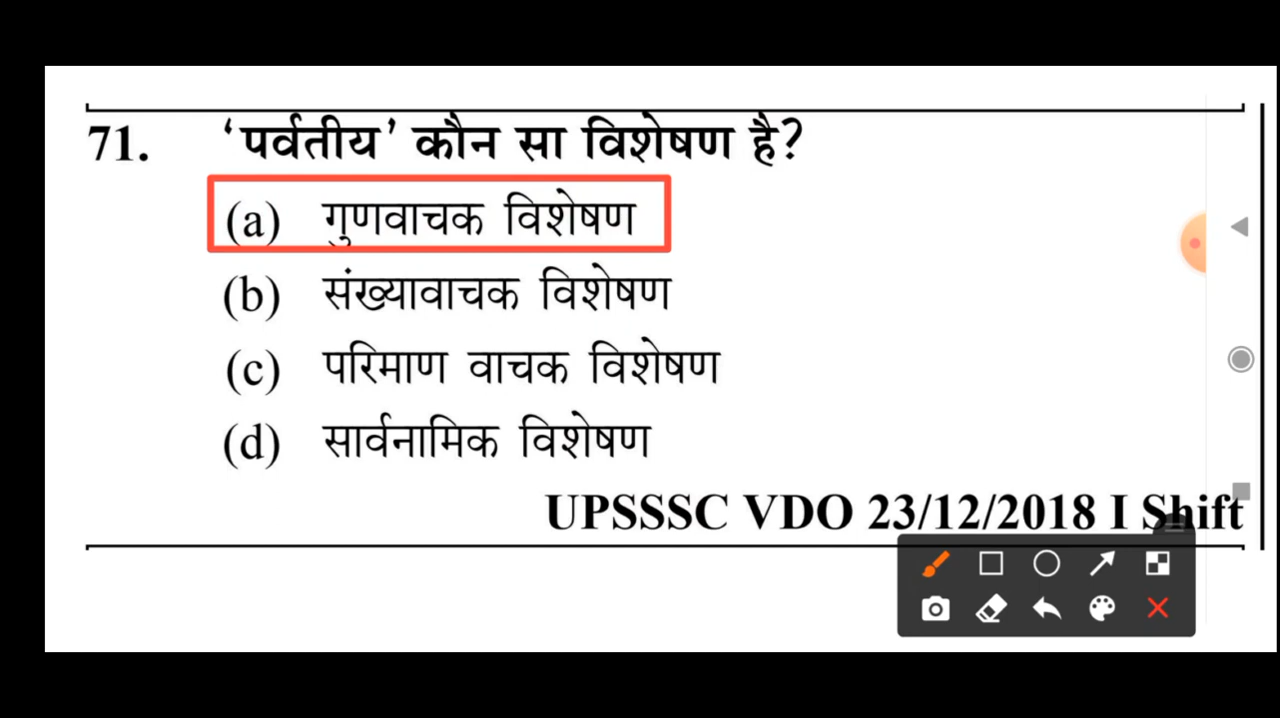 71. ‘पर्वतीय’ कौन सा विशेषण है?
(a) गुणवाचक विशेषण
(b) संख्यावाचक विशेषण
(c) परिमाण वाचक विशेषण
(d) सार्वनामिक विशेषण
UPSSSC VDO 23/12/2018 I Shift